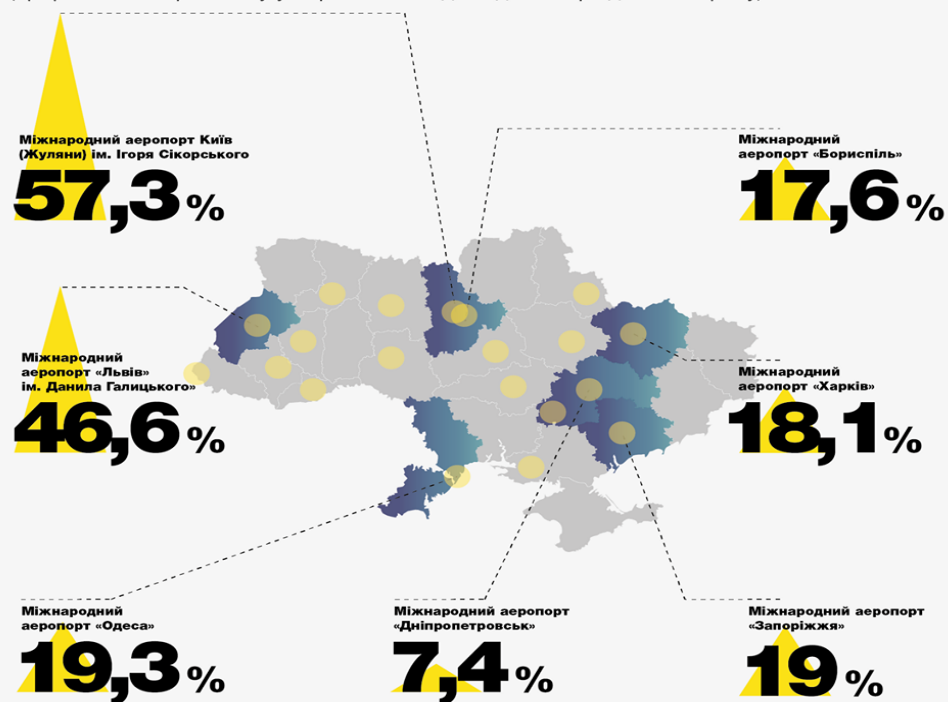 Міжнародний аеропорт Київ
(Жуляни) ім. Ігоря Сікорського
57,3 %
Міжнародний
аеропорт «Бориспіль»
17,6 %
Міжнародний
аеропорт «Львів»
ім. Данила Галицького»
46,6 %
Міжнародний
аеропорт «Харків»
18,1 %
Міжнародний
аеропорт «Одеса»
19,3 %
Міжнародний аеропорт
«Дніпропетровськ»
7,4 %
Міжнародний аеропорт
«Запоріжжя»
19 %